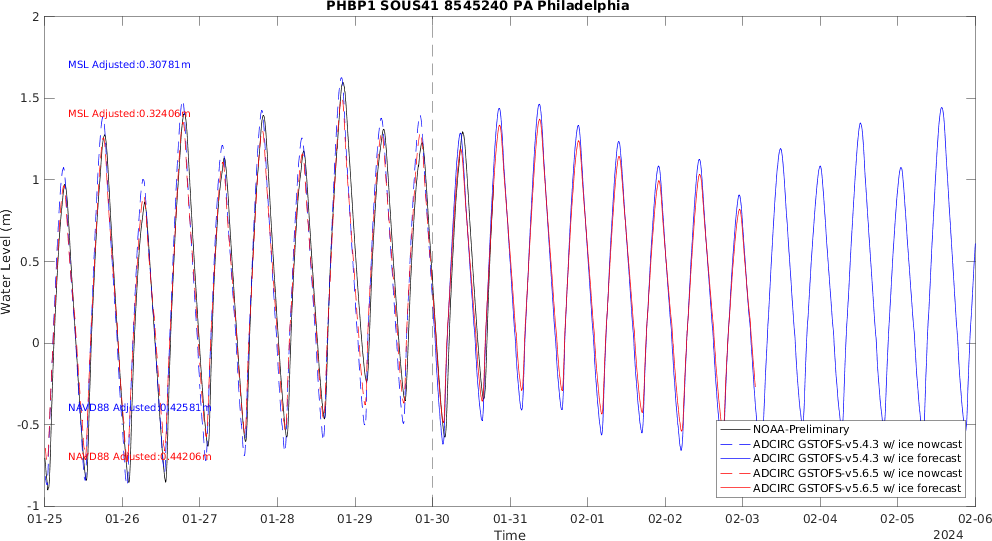 PHBP1 SOUS41 8545240 PA Philadelphia
2
MSL Adjusted:0.30781m
1.5
MSL Adjusted:0.32406m
1
Water Level (m)
0.5
0
NAVD88 Adjusted:0.42581m
-0.5
NAVD88 Adjusted:0.44206m
-1
NOAA-Preliminary
ADCIRC GSTOFS-v5.4.3 w/ ice nowcast
ADCIRC GSTOFS-v5.4.3 w/ ice forecast
ADCIRC GSTOFS-v5.6.5 w/ ice nowcast
ADCIRC GSTOFS-v5.6.5 w/ ice forecast
01-25 01-26 01-27 01-28 01-29 01-30 01-31 02-01 02-02 02-03 02-04 02-05 02-06
Time
2024